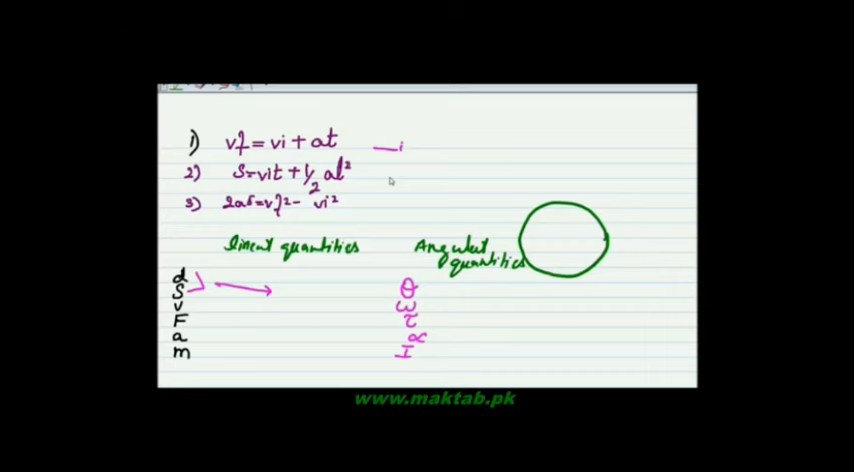 1) vf = vi + at —i
2) S=vit + 1/2 at²
3) 2aS=vf²- vi²
linear quantities Angular quantities
d
S θ
v ω
F τ
a α
m I
www.maktab.pk